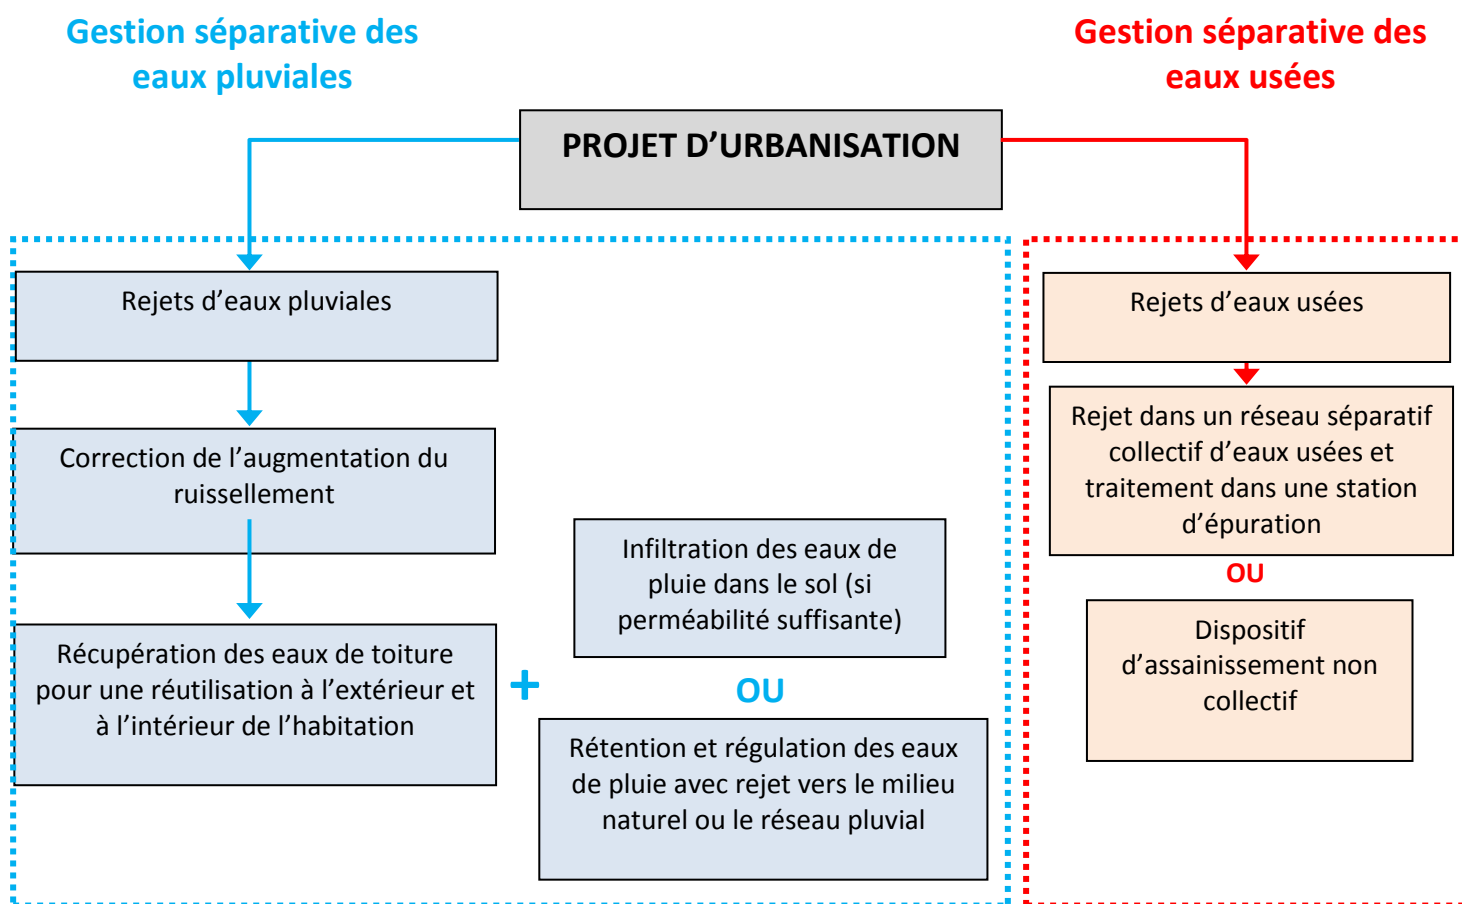 Gestion séparative des
eaux pluviales
Gestion séparative des
eaux usées
PROJET D’URBANISATION
Rejets d’eaux pluviales
Correction de l’augmentation du
ruissellement
Récupération des eaux de toiture
pour une réutilisation à l’extérieur et
à l’intérieur de l’habitation
+
Infiltration des eaux de
pluie dans le sol (si
perméabilité suffisante)
OU
Rétention et régulation des eaux
de pluie avec rejet vers le milieu
naturel ou le réseau pluvial
Rejets d’eaux usées
Rejet dans un réseau séparatif
collectif d’eaux usées et
traitement dans une station
d’épuration
OU
Dispositif
d’assainissement non
collectif